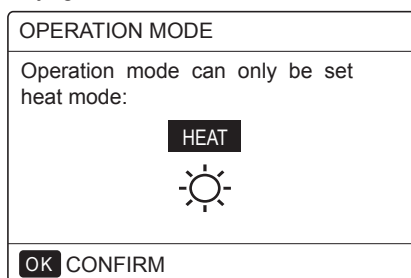 OPERATION MODE
Operation mode can only be set
heat mode:
HEAT
OK CONFIRM